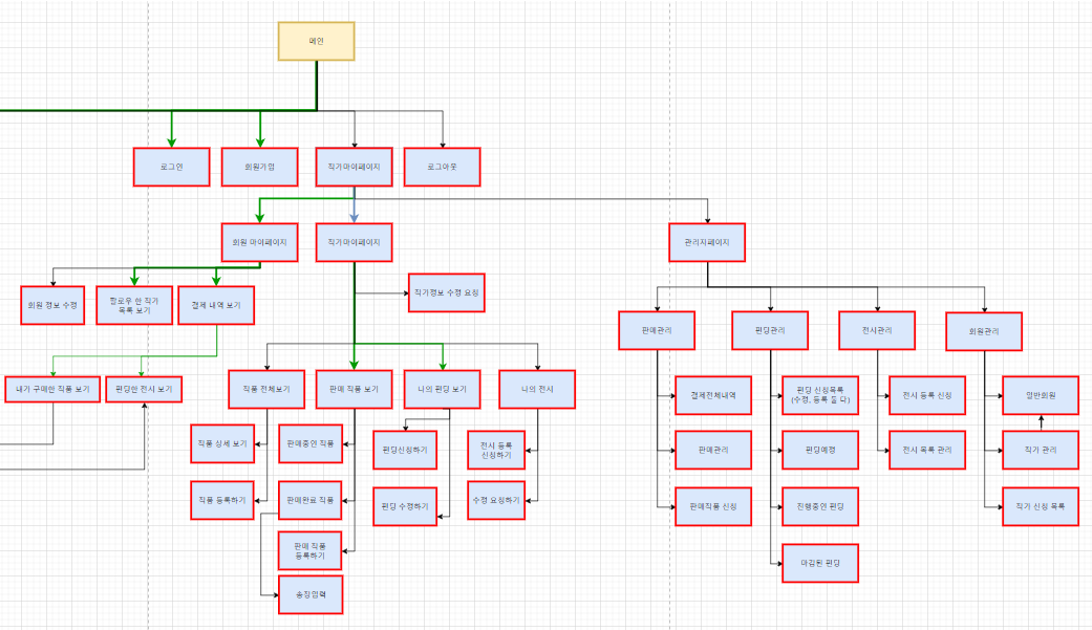 메인
로그인
회원가입
작가마이페이지
로그아웃
회원 마이페이지
작가마이페이지
관리자페이지
회원 정보 수정
팔로우 한 작가
목록 보기
결제 내역 보기
작가정보 수정 요청
판매관리
펀딩관리
전시관리
회원관리
내가 구매한 작품 보기
펀딩한 전시 보기
작품 전체보기
판매 작품 보기
나의 펀딩 보기
나의 전시
결제전체내역
펀딩 신청목록
(수정, 등록 둘 다)
전시 등록 신청
일반회원
작품 상세 보기
판매중인 작품
펀딩신청하기
전시 등록
신청하기
판매관리
펀딩예정
전시 목록 관리
작가 관리
작품 등록하기
판매완료 작품
펀딩 수정하기
수정 요청하기
판매작품 신청
진행중인 펀딩
작가 신청 목록
판매 작품
등록하기
마감된 펀딩
송장입력